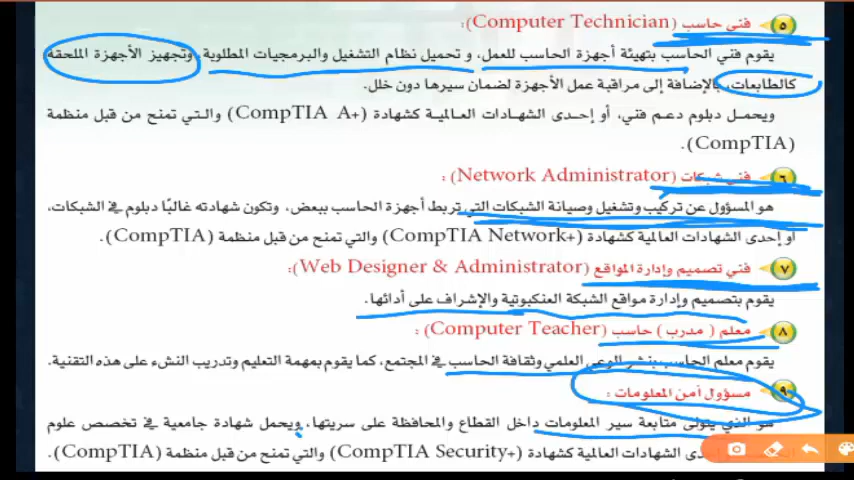 ٥ فني حاسب (Computer Technician):
يقوم فني الحاسب بتهيئة أجهزة الحاسب للعمل، و تحميل نظام التشغيل والبرمجيات المطلوبة، وتجهيز الأجهزة الملحقة
كالطابعات، بالإضافة إلى مراقبة عمل الأجهزة لضمان سيرها دون خلل.
ويحمل دبلوم دعم فني، أو إحدى الشهادات العالمية كشهادة (CompTIA A+) والتي تمنح من قبل منظمة
(CompTIA).
٦ فني شبكات (Network Administrator):
هو المسؤول عن تركيب وتشغيل وصيانة الشبكات التي تربط أجهزة الحاسب ببعض، وتكون شهادته غالبًا دبلوم في الشبكات،
أو إحدى الشهادات العالمية كشهادة (CompTIA Network+) والتي تمنح من قبل منظمة (CompTIA).
٧ فني تصميم وإدارة المواقع (Web Designer & Administrator):
يقوم بتصميم وإدارة مواقع الشبكة العنكبوتية والإشراف على أدائها.
٨ معلم ( مدرب ) حاسب (Computer Teacher):
يقوم معلم الحاسب بنشر الوعي العلمي وثقافة الحاسب في المجتمع، كما يقوم بمهمة التعليم وتدريب النشء على هذه التقنية.
٩ مسؤول أمن المعلومات :
هو الذي يتولى متابعة سير المعلومات داخل القطاع والمحافظة على سريتها، ويحمل شهادة جامعية في تخصص علوم
الشهادات العالمية كشهادة (CompTIA Security+) والتي تمنح من قبل منظمة (CompTIA).